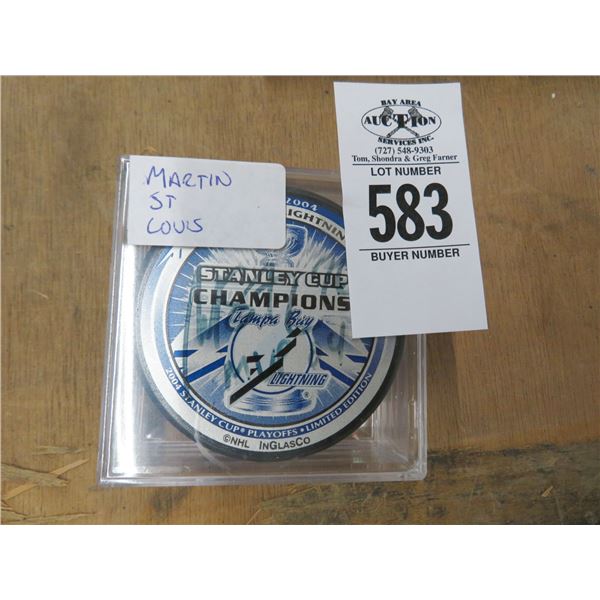 BAY AREA
AUCTION
SERVICES INC.
(727) 548-9303
Tom, Shondra & Greg Farner
LOT NUMBER
583
BUYER NUMBER
MARTIN
ST
LOUIS
2004
LIGHTNING
STANLEY CUP
CHAMPIONS
Tampa Bay
LIGHTNING
®
2004 STANLEY CUP® PLAYOFFS • LIMITED EDITION
©NHL INGLASCO